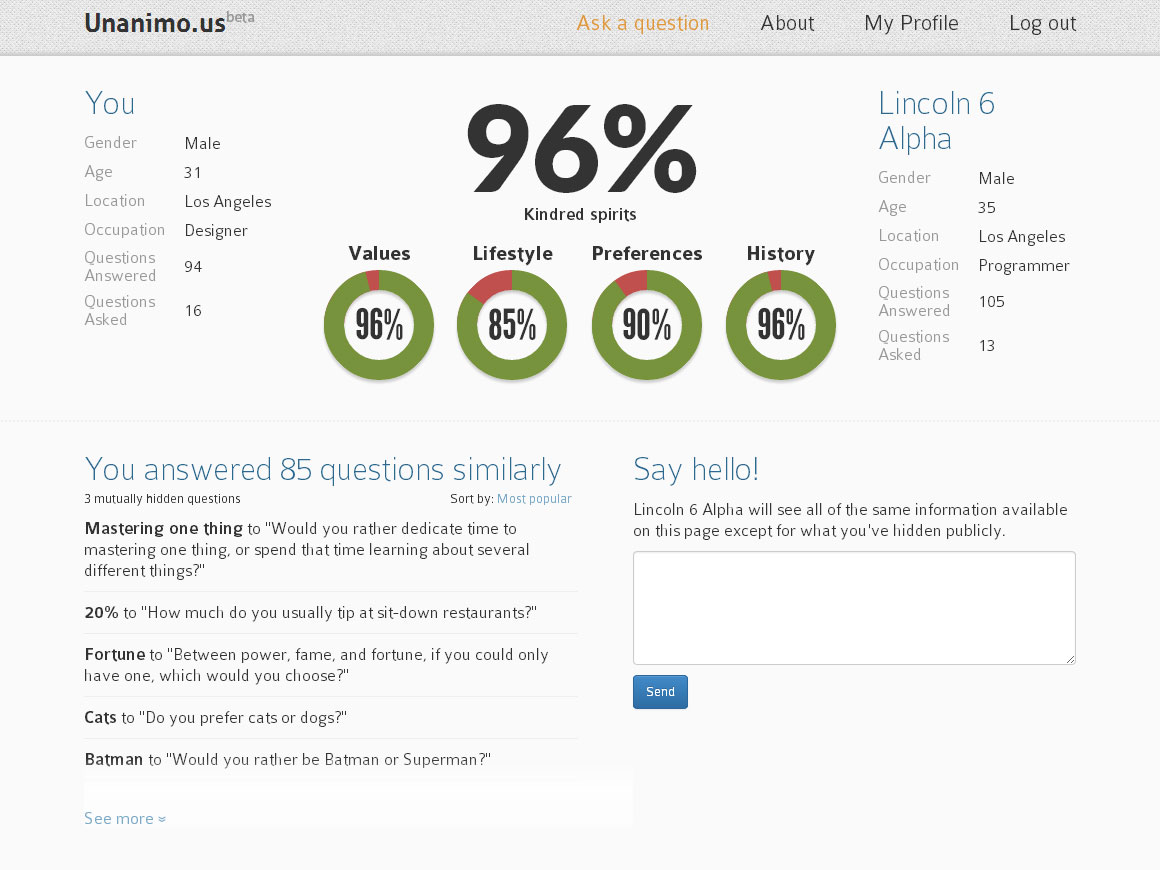 Unanimo.us beta
Ask a question About My Profile Log out
You
Gender Male
Age 31
Location Los Angeles
Occupation Designer
Questions
Answered 94
Questions
Asked 16
96%
Kindred spirits
Values Lifestyle Preferences History
96% 85% 90% 96%
Lincoln 6
Alpha
Gender Male
Age 35
Location Los Angeles
Occupation Programmer
Questions
Answered 105
Questions
Asked 13
You answered 85 questions similarly
3 mutually hidden questions Sort by: Most popular
Mastering one thing to "Would you rather dedicate time to
mastering one thing, or spend that time learning about several
different things?"
20% to "How much do you usually tip at sit-down restaurants?"
Fortune to "Between power, fame, and fortune, if you could only
have one, which would you choose?"
Cats to "Do you prefer cats or dogs?"
Batman to "Would you rather be Batman or Superman?"
See more
Say hello!
Lincoln 6 Alpha will see all of the same information available
on this page except for what you've hidden publicly.
Send